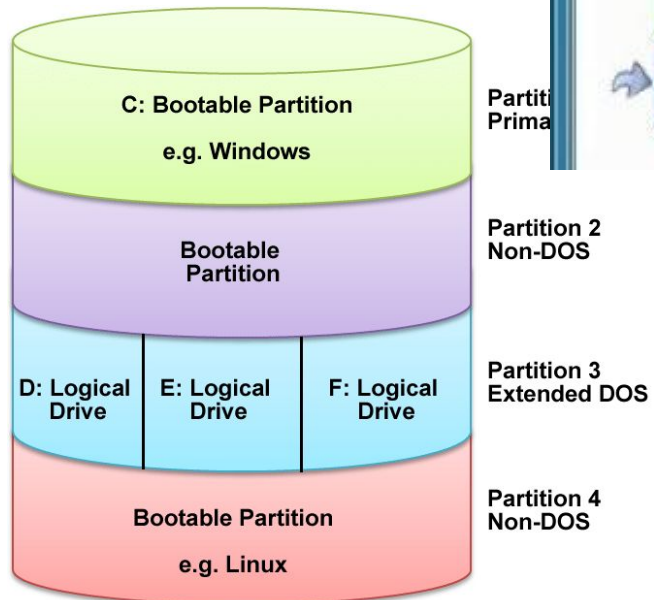 C: Bootable Partition
e.g. Windows
Bootable
Partition
Partition 2
Non-DOS
D: Logical
Drive
E: Logical
Drive
F: Logical
Drive
Partition 3
Extended DOS
Bootable Partition
e.g. Linux
Partition 4
Non-DOS